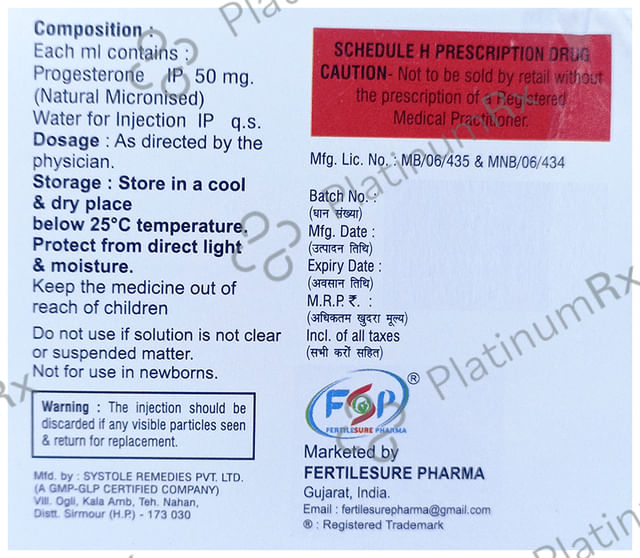 Composition :
Each ml contains :
Progesterone IP 50 mg.
(Natural Micronised)
Water for Injection IP q.s.
Dosage : As directed by the
physician.
Storage : Store in a cool
& dry place
below 25°C temperature.
Protect from direct light
& moisture.
Keep the medicine out of
reach of children
Do not use if solution is not clear
or suspended matter.
Not for use in newborns.
Warning : The injection should be
discarded if any visible particles seen
& return for replacement.
Mfd. by : SYSTOLE REMEDIES PVT. LTD.
(A GMP-GLP CERTIFIED COMPANY)
Vill. Ogli, Kala Amb, Teh. Nahan,
Distt. Sirmour (H.P.) - 173 030
SCHEDULE H PRESCRIPTION DRUG
CAUTION- Not to be sold by retail without
the prescription of a Registered
Medical Practitioner.
Mfg. Lic. No. : MB/06/435 & MNB/06/434
Batch No. :
(घान संख्या)
Mfg. Date :
(उत्पादन तिथि)
Expiry Date :
(अवसान तिथि)
M.R.P. ₹. :
(अधिकतम खुदरा मूल्य)
Incl. of all taxes
(सभी करों सहित)
FSP ®
FERTILESURE PHARMA
Marketed by
FERTILESURE PHARMA
Gujarat, India.
Email : fertilesurepharma@gmail.com
® : Registered Trademark
PlatinumRx
PlatinumRx
PlatinumRx
PlatinumRx
Rx